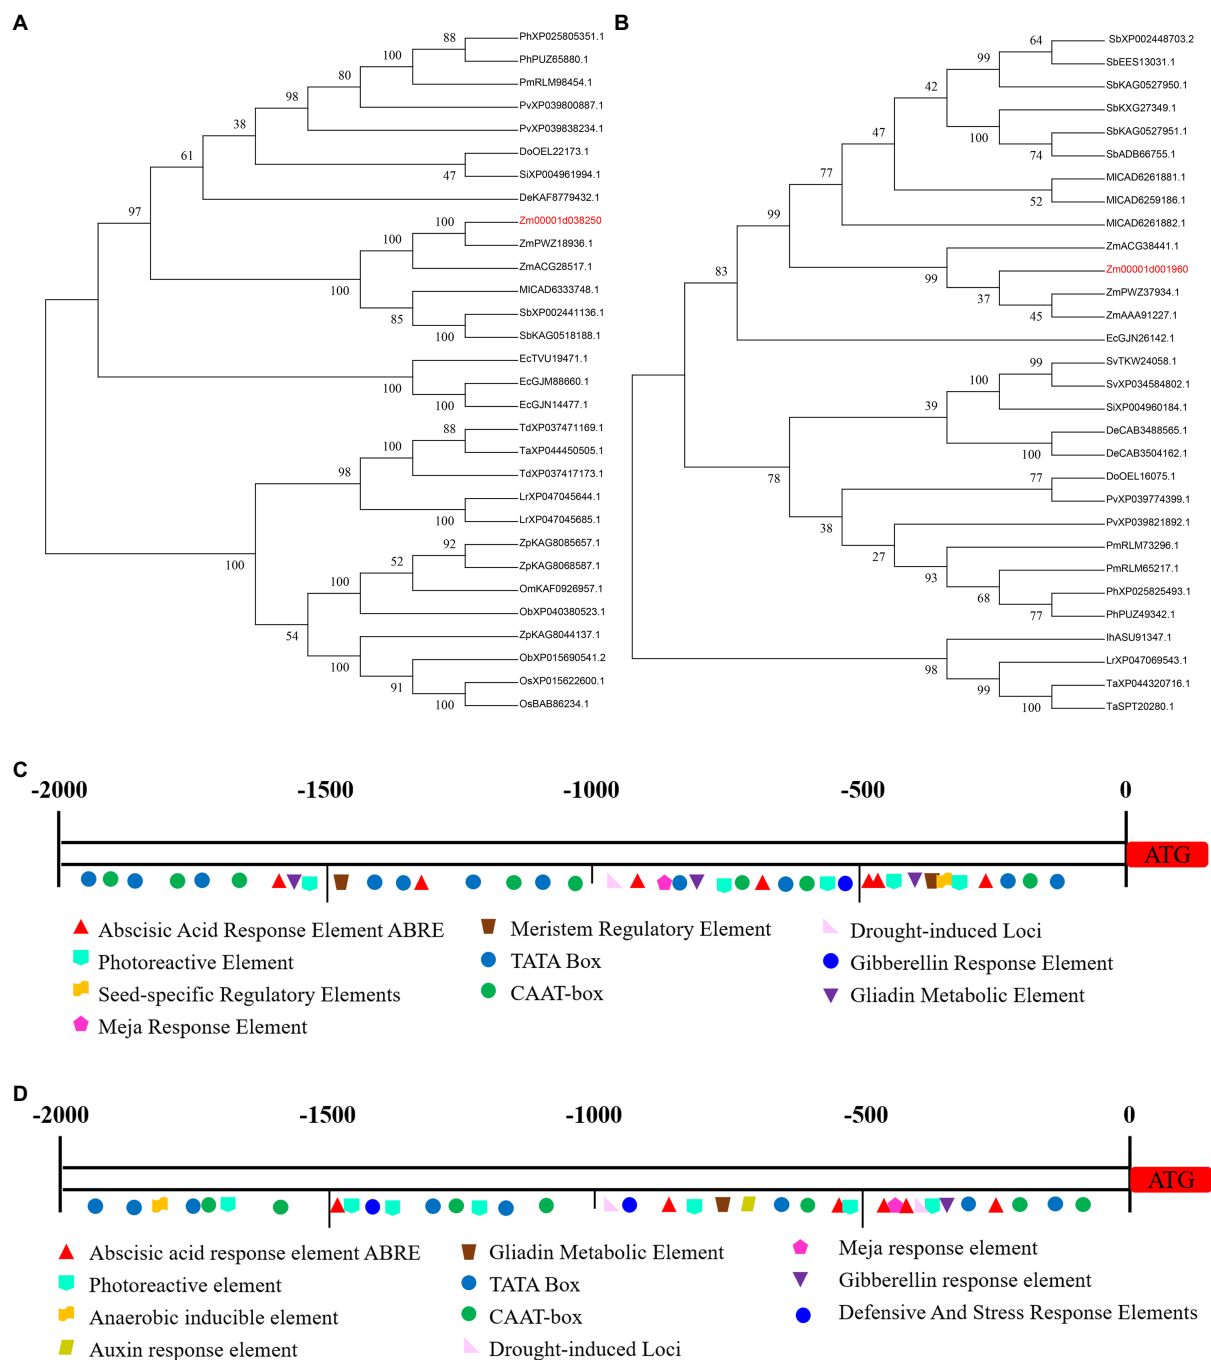 A
88
PhXP025805351.1
100
PhPUZ65880.1
80
PmRLM98454.1
98
PvXP039800887.1
38
PvXP039838234.1
61
DoOEL22173.1
47
SiXP004961994.1
97
DeKAF8779432.1
100
Zm00001d038250
100
ZmPWZ18936.1
100
ZmACG28517.1
85
MlCAD6333748.1
SbXP002441136.1
100
SbKAG0518188.1
EcTVU19471.1
100
EcGJM88660.1
100
EcGJN14477.1
88
TdXP037471169.1
100
TaXP044450505.1
98
TdXP037417173.1
LrXP047045644.1
100
LrXP047045685.1
100
92
ZpKAG8085657.1
52
ZpKAG8068587.1
100
OmKAF0926957.1
54
ObXP040380523.1
ZpKAG8044137.1
100
ObXP015690541.2
91
OsXP015622600.1
100
OsBAB86234.1
B
64
SbXP002448703.2
99
SbEES13031.1
42
SbKAG0527950.1
47
SbKXG27349.1
100
SbKAG0527951.1
74
SbADB66755.1
77
MlCAD6261881.1
52
MlCAD6259186.1
99
MlCAD6261882.1
ZmACG38441.1
99
Zm00001d001960
37
ZmPWZ37934.1
45
ZmAAA91227.1
83
EcGJN26142.1
99
SvTKW24058.1
100
SvXP034584802.1
39
SiXP004960184.1
DeCAB3488565.1
100
DeCAB3504162.1
78
77
DoOEL16075.1
PvXP039774399.1
38
PvXP039821892.1
27
PmRLM73296.1
93
PmRLM65217.1
68
PhXP025825493.1
77
PhPUZ49342.1
IhASU91347.1
98
LrXP047069543.1
99
TaXP044320716.1
100
TaSPT20280.1
C
-2000 -1500 -1000 -500 0
ATG
Abscisic Acid Response Element ABRE
Photoreactive Element
Seed-specific Regulatory Elements
Meja Response Element
Meristem Regulatory Element
TATA Box
CAAT-box
Drought-induced Loci
Gibberellin Response Element
Gliadin Metabolic Element
D
-2000 -1500 -1000 -500 0
ATG
Abscisic acid response element ABRE
Photoreactive element
Anaerobic inducible element
Auxin response element
Gliadin Metabolic Element
TATA Box
CAAT-box
Drought-induced Loci
Meja response element
Gibberellin response element
Defensive And Stress Response Elements